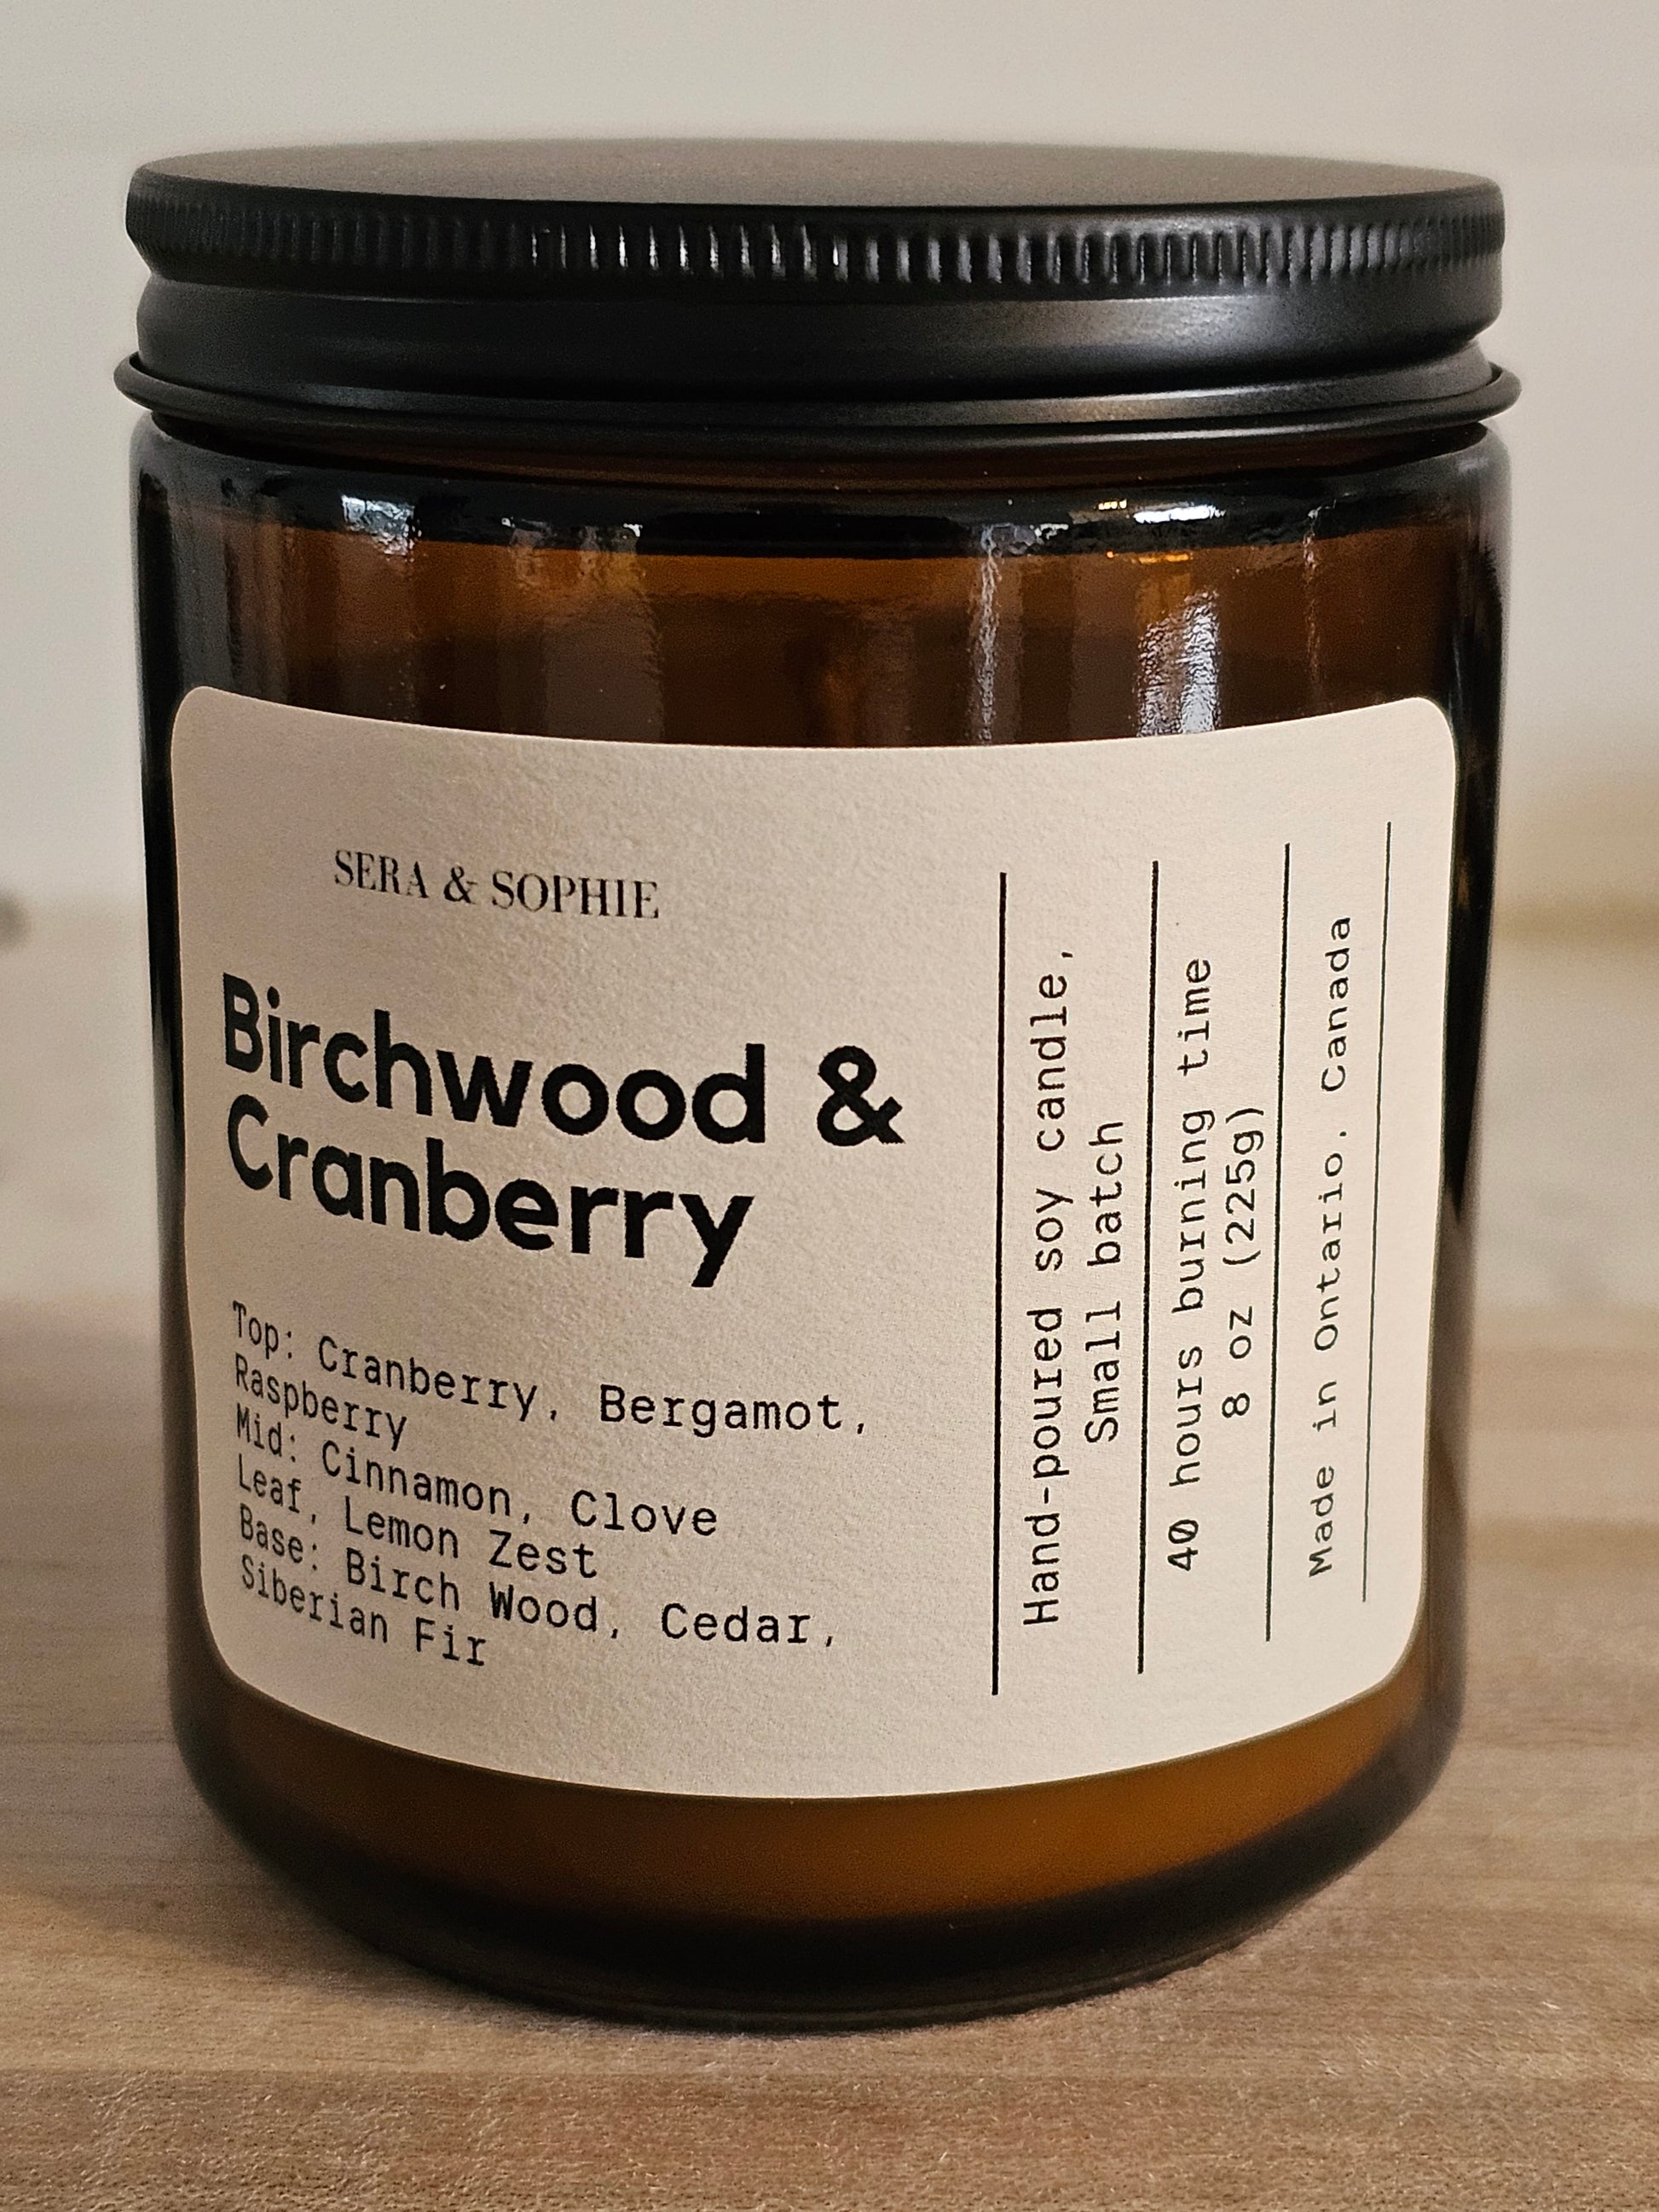 SERA & SOPHIE
Birchwood &
Cranberry
Top: Cranberry, Bergamot,
Raspberry
Mid: Cinnamon, Clove
Leaf, Lemon Zest
Base: Birch Wood, Cedar,
Siberian Fir
Hand-poured soy candle,
Small batch
40 hours burning time
8 oz (225g)
Made in Ontario, Canada